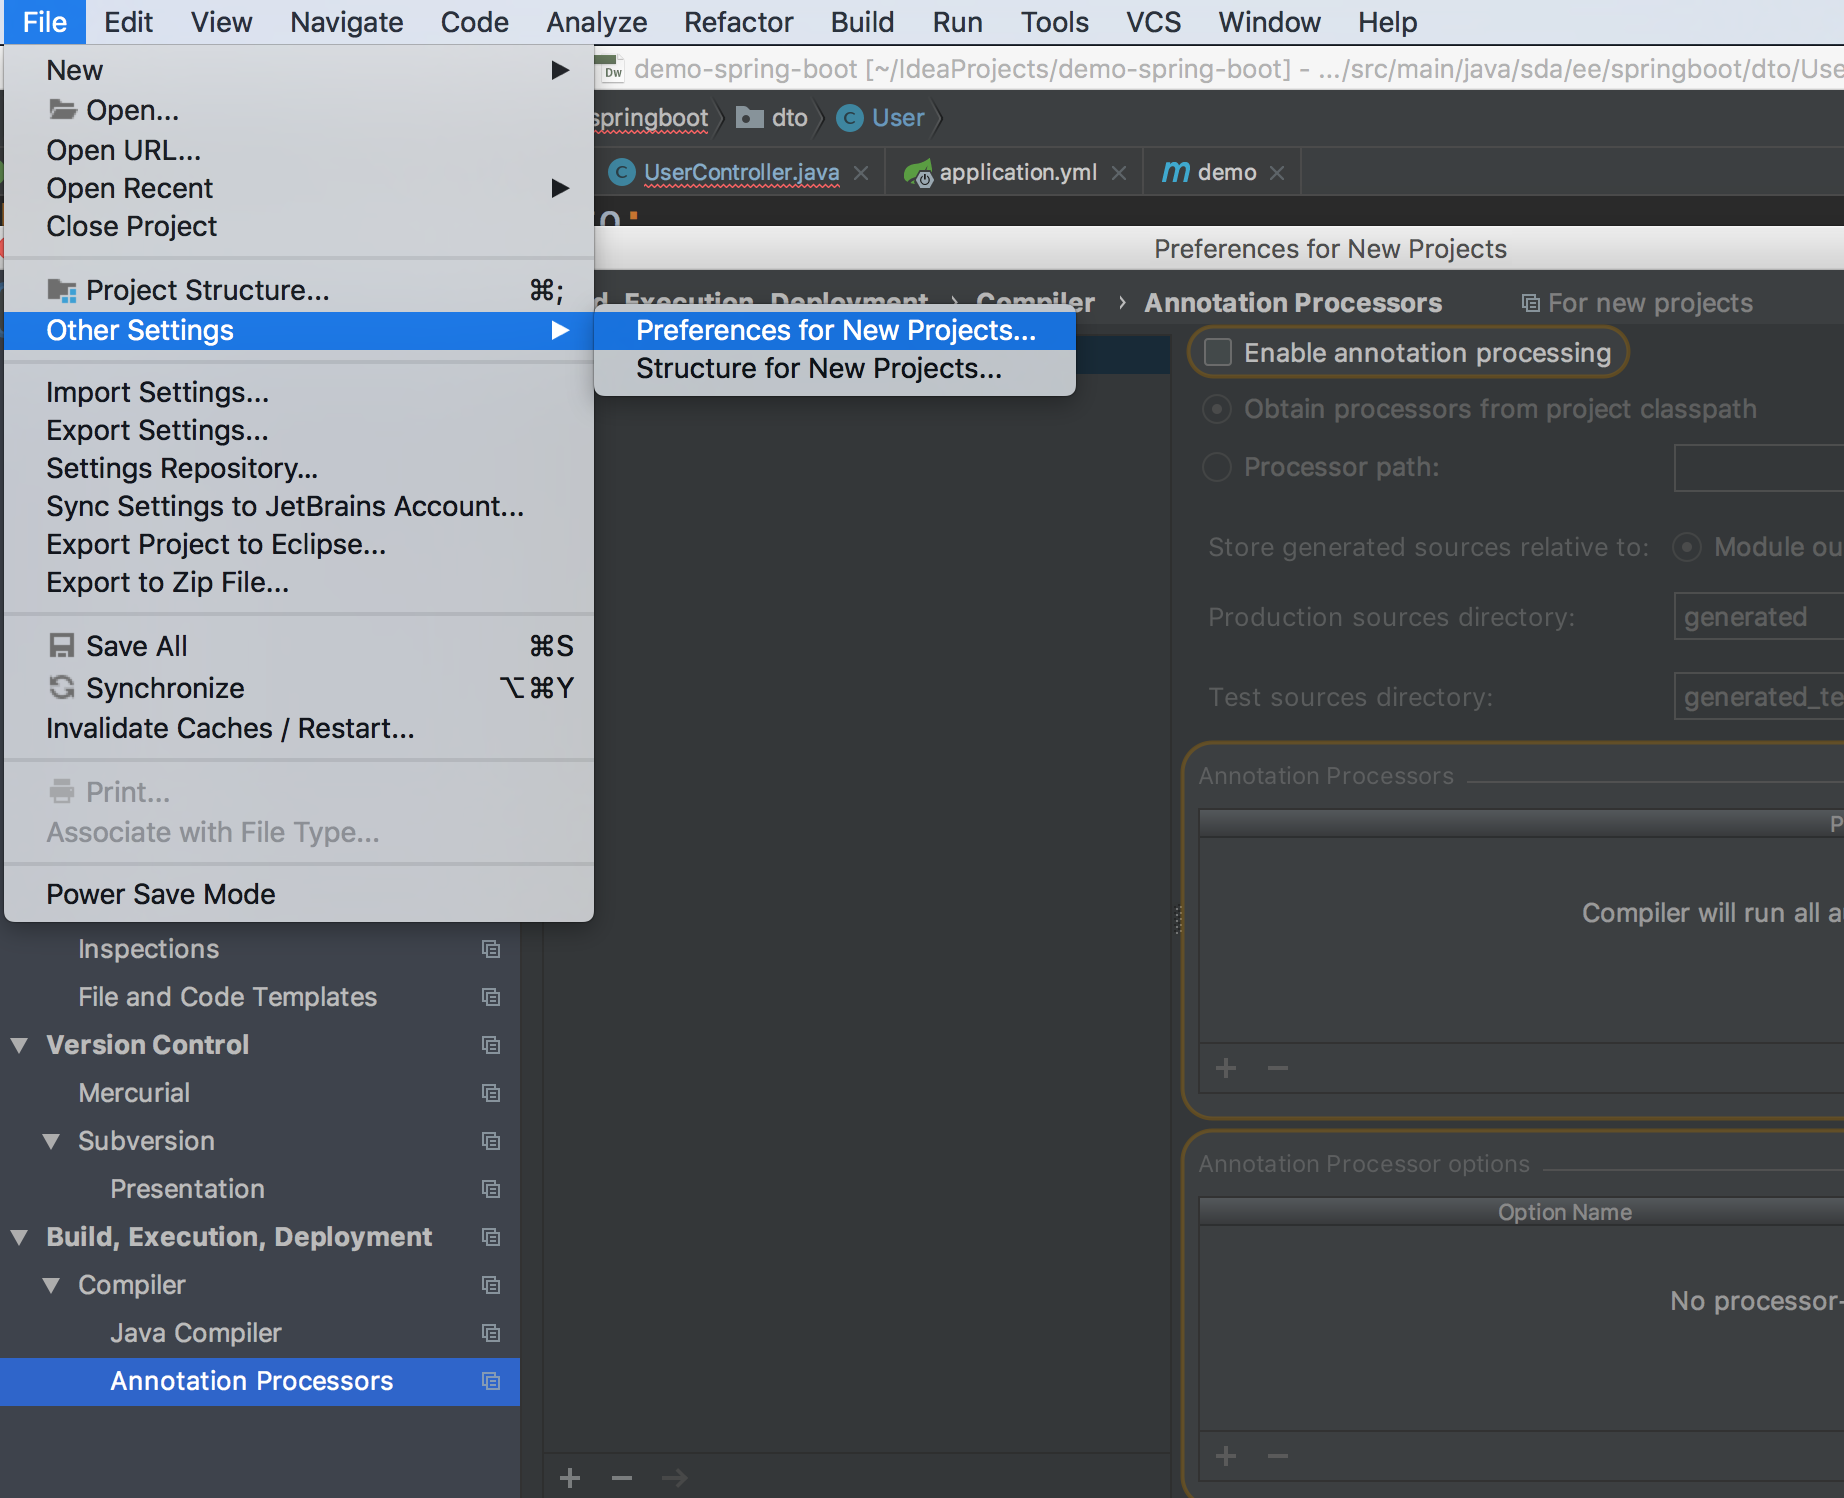 File Edit View Navigate Code Analyze Refactor Build Run Tools VCS Window Help
New
Open...
Open URL...
Open Recent
Close Project
Project Structure... ⌘;
Other Settings
Import Settings...
Export Settings...
Settings Repository...
Sync Settings to JetBrains Account...
Export Project to Eclipse...
Export to Zip File...
Save All ⌘S
Synchronize ⌥⌘Y
Invalidate Caches / Restart...
Print...
Associate with File Type...
Power Save Mode
Preferences for New Projects...
Structure for New Projects...
Dw demo-spring-boot [~/IdeaProjects/demo-spring-boot] - .../src/main/java/sda/ee/springboot/dto/Use
springboot dto C User
C UserController.java application.yml m demo
Preferences for New Projects
d, Execution, Deployment › Compiler › Annotation Processors For new projects
Enable annotation processing
Obtain processors from project classpath
Processor path:
Store generated sources relative to: Module ou
Production sources directory: generated
Test sources directory: generated_te
Annotation Processors
P
Compiler will run all a
Annotation Processor options
Option Name
No processor-
Inspections
File and Code Templates
Version Control
Mercurial
Subversion
Presentation
Build, Execution, Deployment
Compiler
Java Compiler
Annotation Processors